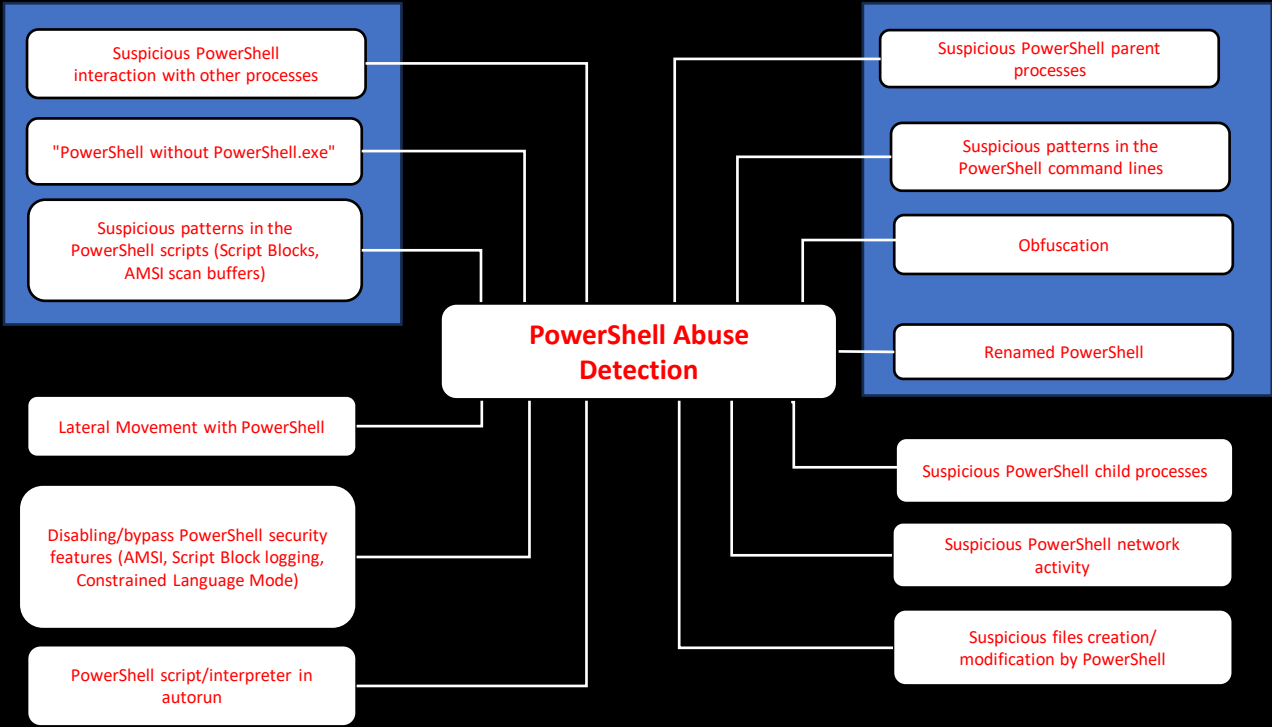 Suspicious PowerShell
interaction with other processes
"PowerShell without PowerShell.exe"
Suspicious patterns in the
PowerShell scripts (Script Blocks,
AMSI scan buffers)
Suspicious PowerShell parent
processes
Suspicious patterns in the
PowerShell command lines
Obfuscation
Renamed PowerShell
PowerShell Abuse
Detection
Lateral Movement with PowerShell
Disabling/bypass PowerShell security
features (AMSI, Script Block logging,
Constrained Language Mode)
PowerShell script/interpreter in
autorun
Suspicious PowerShell child processes
Suspicious PowerShell network
activity
Suspicious files creation/
modification by PowerShell